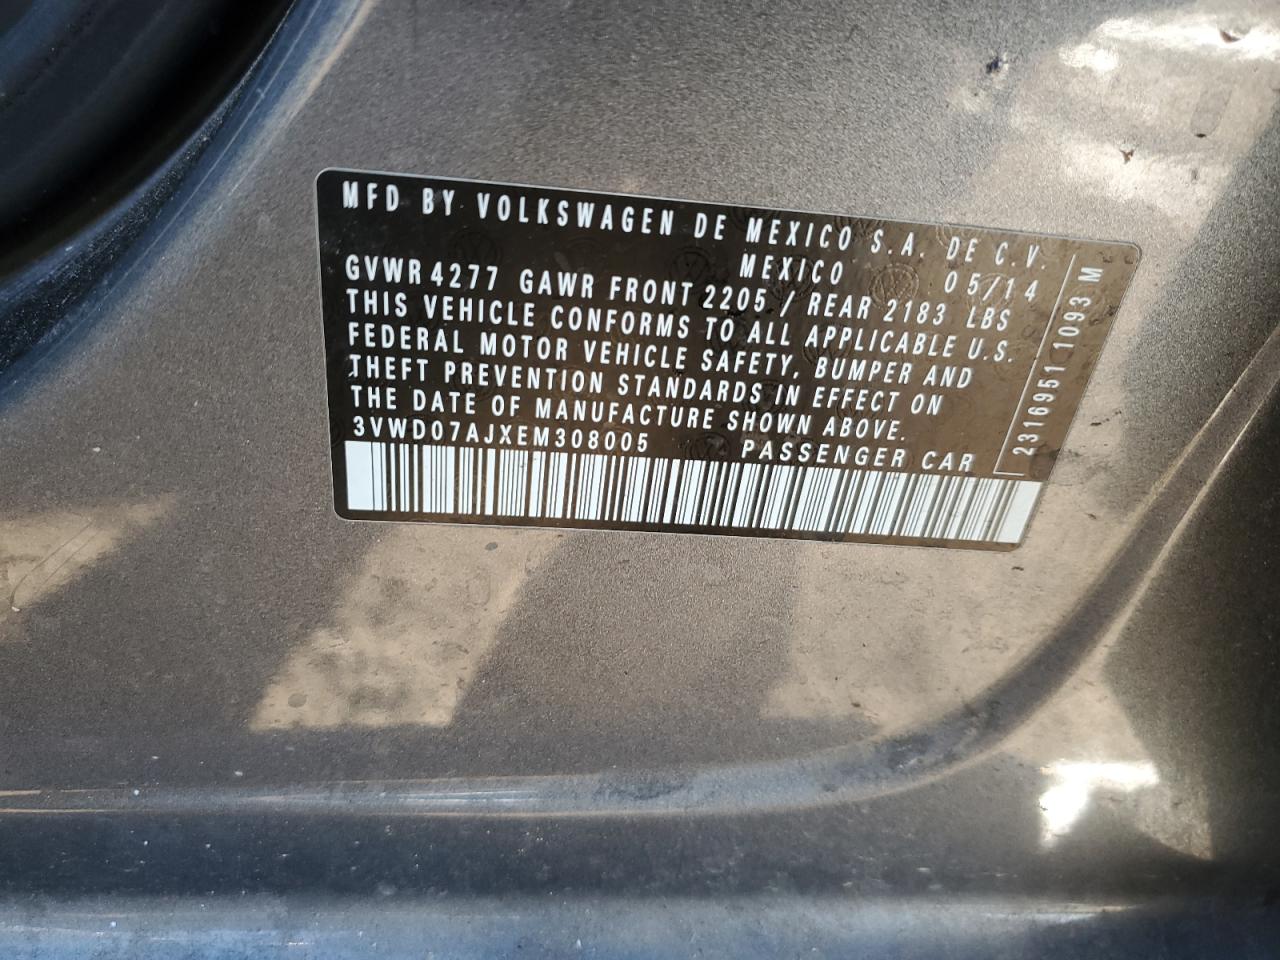 MFD BY VOLKSWAGEN DE MEXICO S.A. DE C.V.
MEXICO 05/14
GVWR 4277 GAWR FRONT 2205 / REAR 2183 LBS
THIS VEHICLE CONFORMS TO ALL APPLICABLE U.S.
FEDERAL MOTOR VEHICLE SAFETY, BUMPER AND
THEFT PREVENTION STANDARDS IN EFFECT ON
THE DATE OF MANUFACTURE SHOWN ABOVE.
3VWD07AJXEM308005 PASSENGER CAR
2316951 1093 M